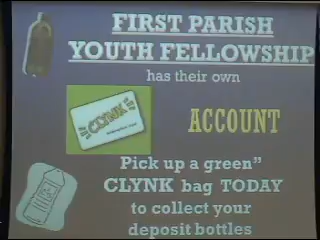 FIRST PARISH
YOUTH FELLOWSHIP
has their own
CLYNK
ACCOUNT
Pick up a green”
CLYNK bag TODAY
to collect your
deposit bottles